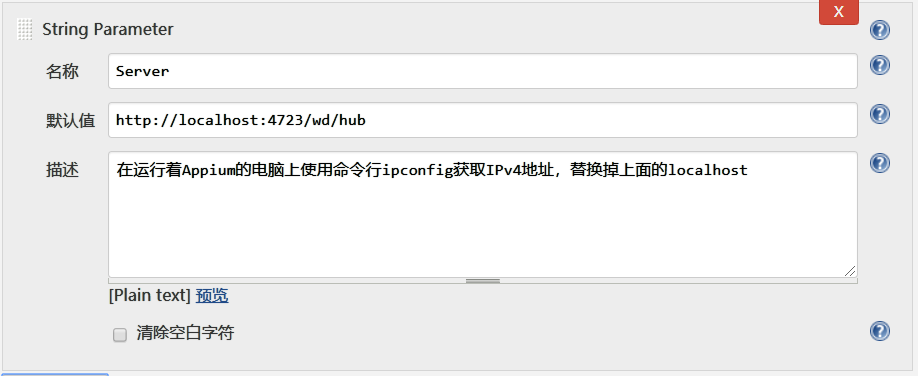 X
String Parameter
名称
Server
默认值
http://localhost:4723/wd/hub
描述
在运行着Appium的电脑上使用命令行ipconfig获取IPv4地址，替换掉上面的localhost
[Plain text] 预览
清除空白字符